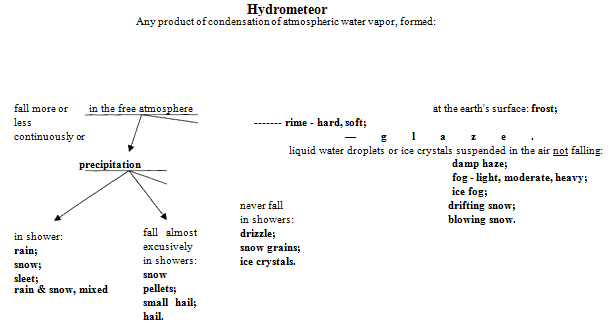 Hydrometeor
Any product of condensation of atmospheric water vapor, formed:
fall more or
less
continuously or
in the free atmosphere
at the earth's surface: frost;
------- rime - hard, soft;
— g l a z e .
liquid water droplets or ice crystals suspended in the air not falling:
damp haze;
fog - light, moderate, heavy;
ice fog;
drifting snow;
blowing snow.
precipitation
in shower:
rain;
snow;
sleet;
rain & snow, mixed
fall almost
excusively
in showers:
snow
pellets;
small hail;
hail.
never fall
in showers:
drizzle;
snow grains;
ice crystals.